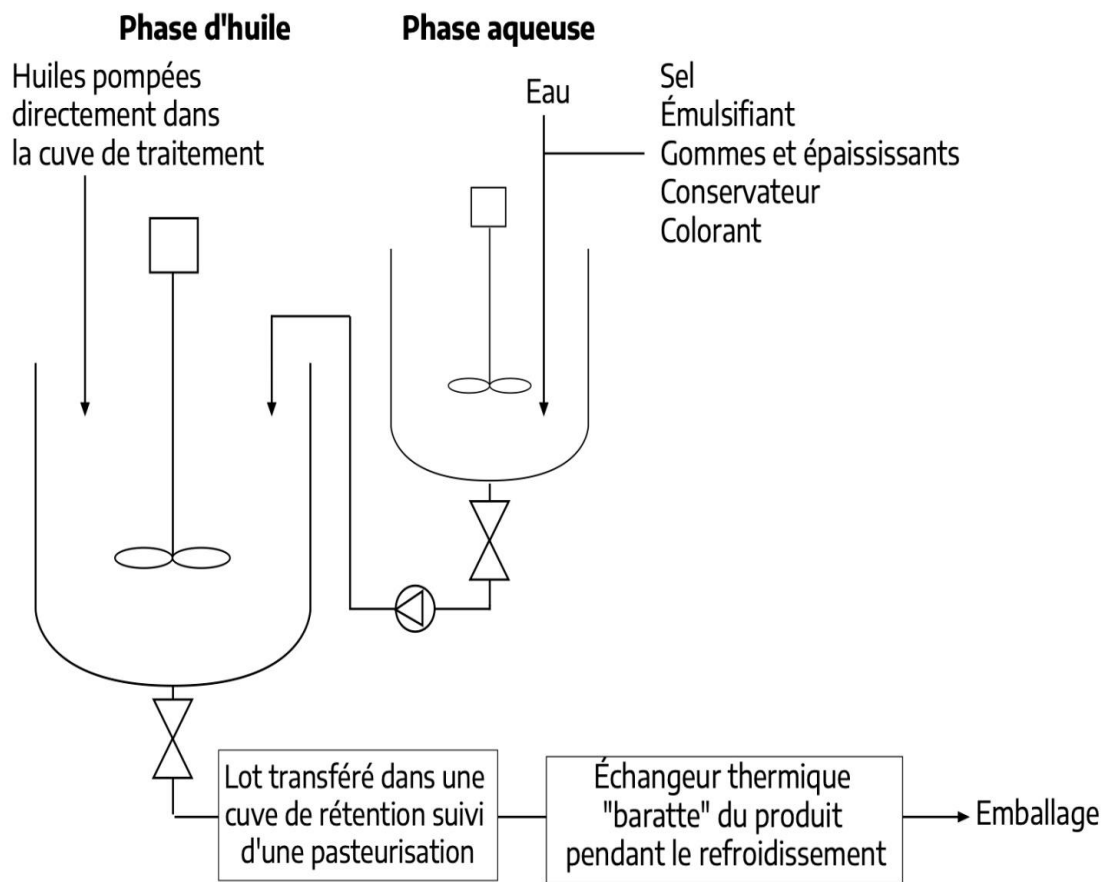 Phase d'huile
Phase aqueuse
Huiles pompées
directement dans
la cuve de traitement
Eau
Sel
Émulsifiant
Gommes et épaississants
Conservateur
Colorant
Lot transféré dans une
cuve de rétention suivi
d'une pasteurisation
Échangeur thermique
"baratte" du produit
pendant le refroidissement
Emballage